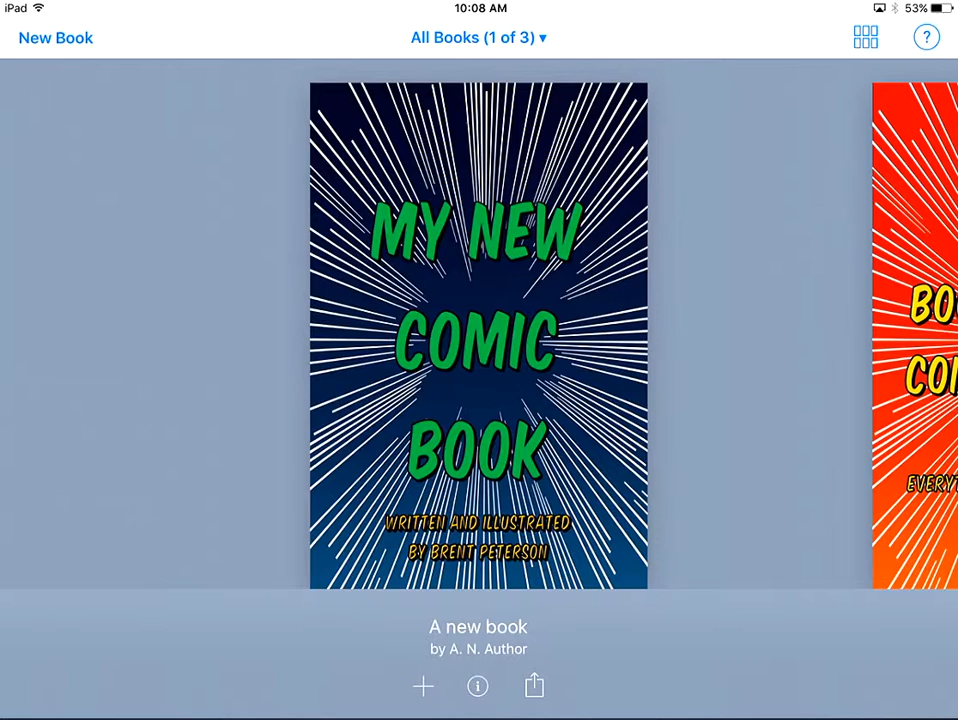 iPad 10:08 AM 53%
New Book All Books (1 of 3) ▾ ?
MY NEW
COMIC
BOOK
WRITTEN AND ILLUSTRATED
BY BRENT PETERSON
A new book
by A. N. Author